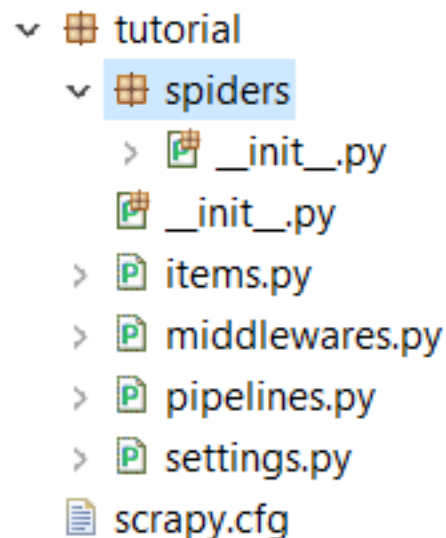 tutorial
spiders
__init__.py
__init__.py
items.py
middlewares.py
pipelines.py
settings.py
scrapy.cfg